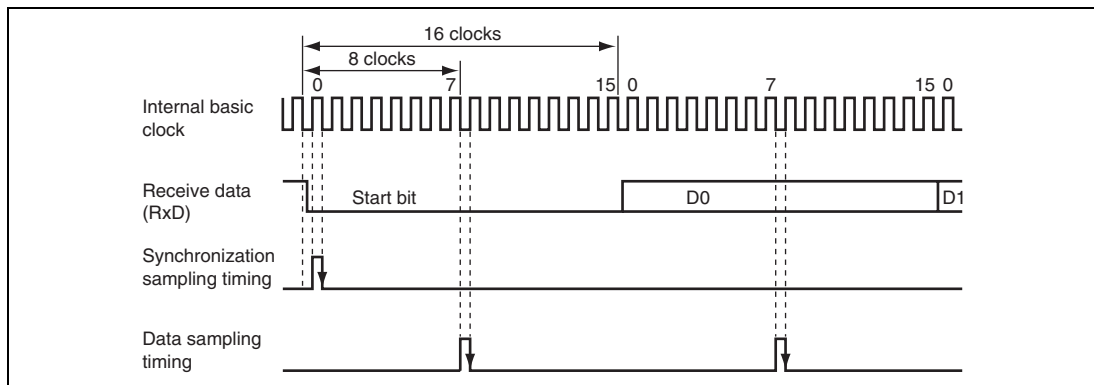 16 clocks
8 clocks
0 7 15 0 7 15 0
Internal basic
clock
Receive data
(RxD)
Start bit D0 D1
Synchronization
sampling timing
Data sampling
timing